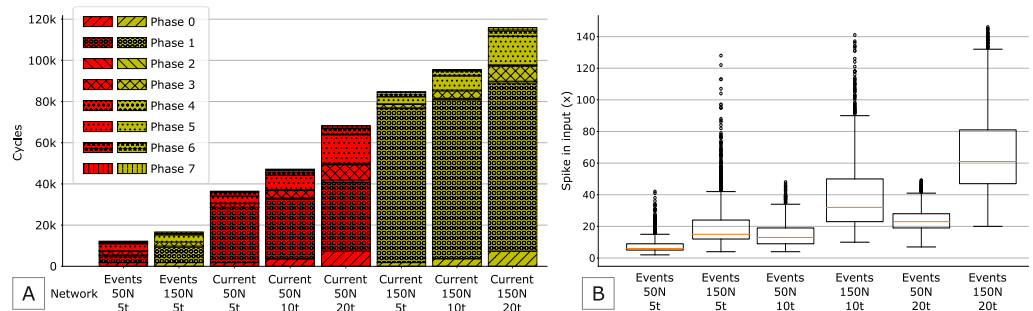 120k
100k
80k
60k
40k
20k
0
Cycles
Phase 0
Phase 1
Phase 2
Phase 3
Phase 4
Phase 5
Phase 6
Phase 7
A
Network
Events 50N 5t
Events 150N 5t
Current 50N 5t
Current 50N 10t
Current 50N 20t
Current 150N 5t
Current 150N 10t
Current 150N 20t
140
120
100
80
60
40
20
0
Spike in input (x)
B
Events 50N 5t
Events 150N 5t
Events 50N 10t
Events 150N 10t
Events 50N 20t
Events 150N 20t